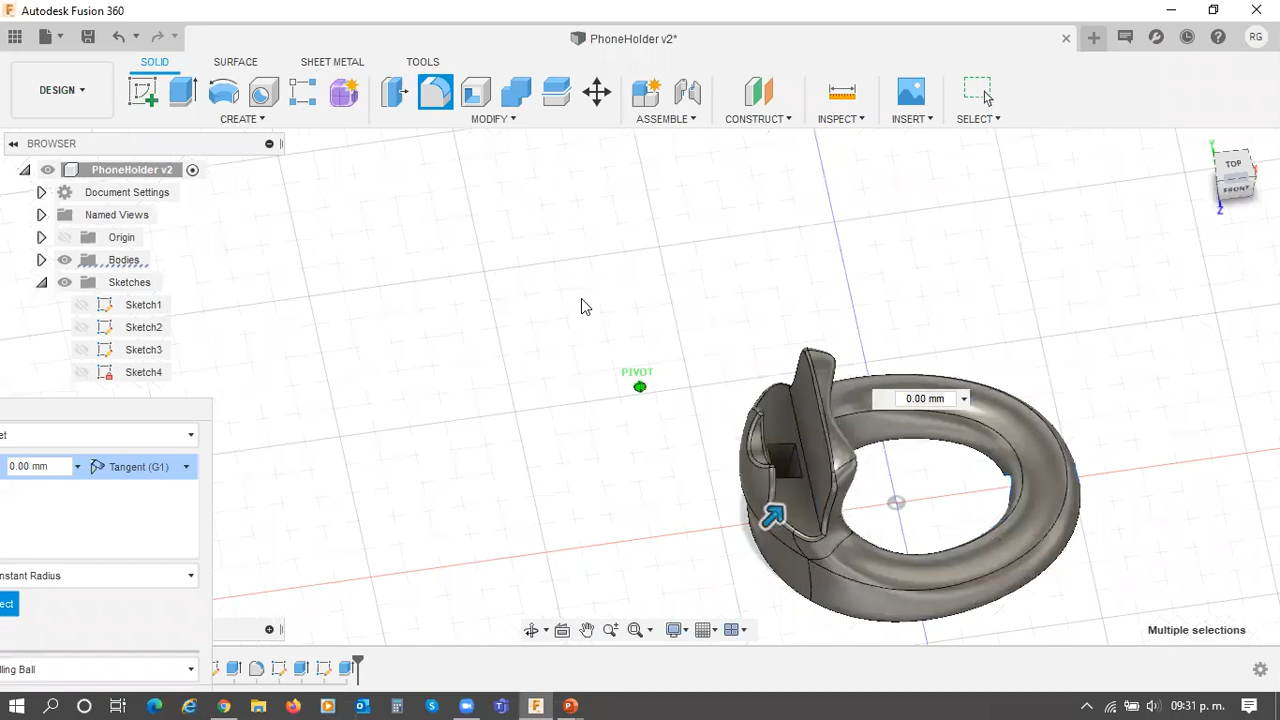 Autodesk Fusion 360
PhoneHolder v2*
RG
DESIGN
SOLID
SURFACE
SHEET METAL
TOOLS
CREATE
MODIFY
ASSEMBLE
CONSTRUCT
INSPECT
INSERT
SELECT
BROWSER
PhoneHolder v2
Document Settings
Named Views
Origin
Bodies
Sketches
Sketch1
Sketch2
Sketch3
Sketch4
TOP
FRONT
Y
X
Z
PIVOT
0.00 mm
et
0.00 mm
Tangent (G1)
nstant Radius
ect
lling Ball
Multiple selections
09:31 p. m.